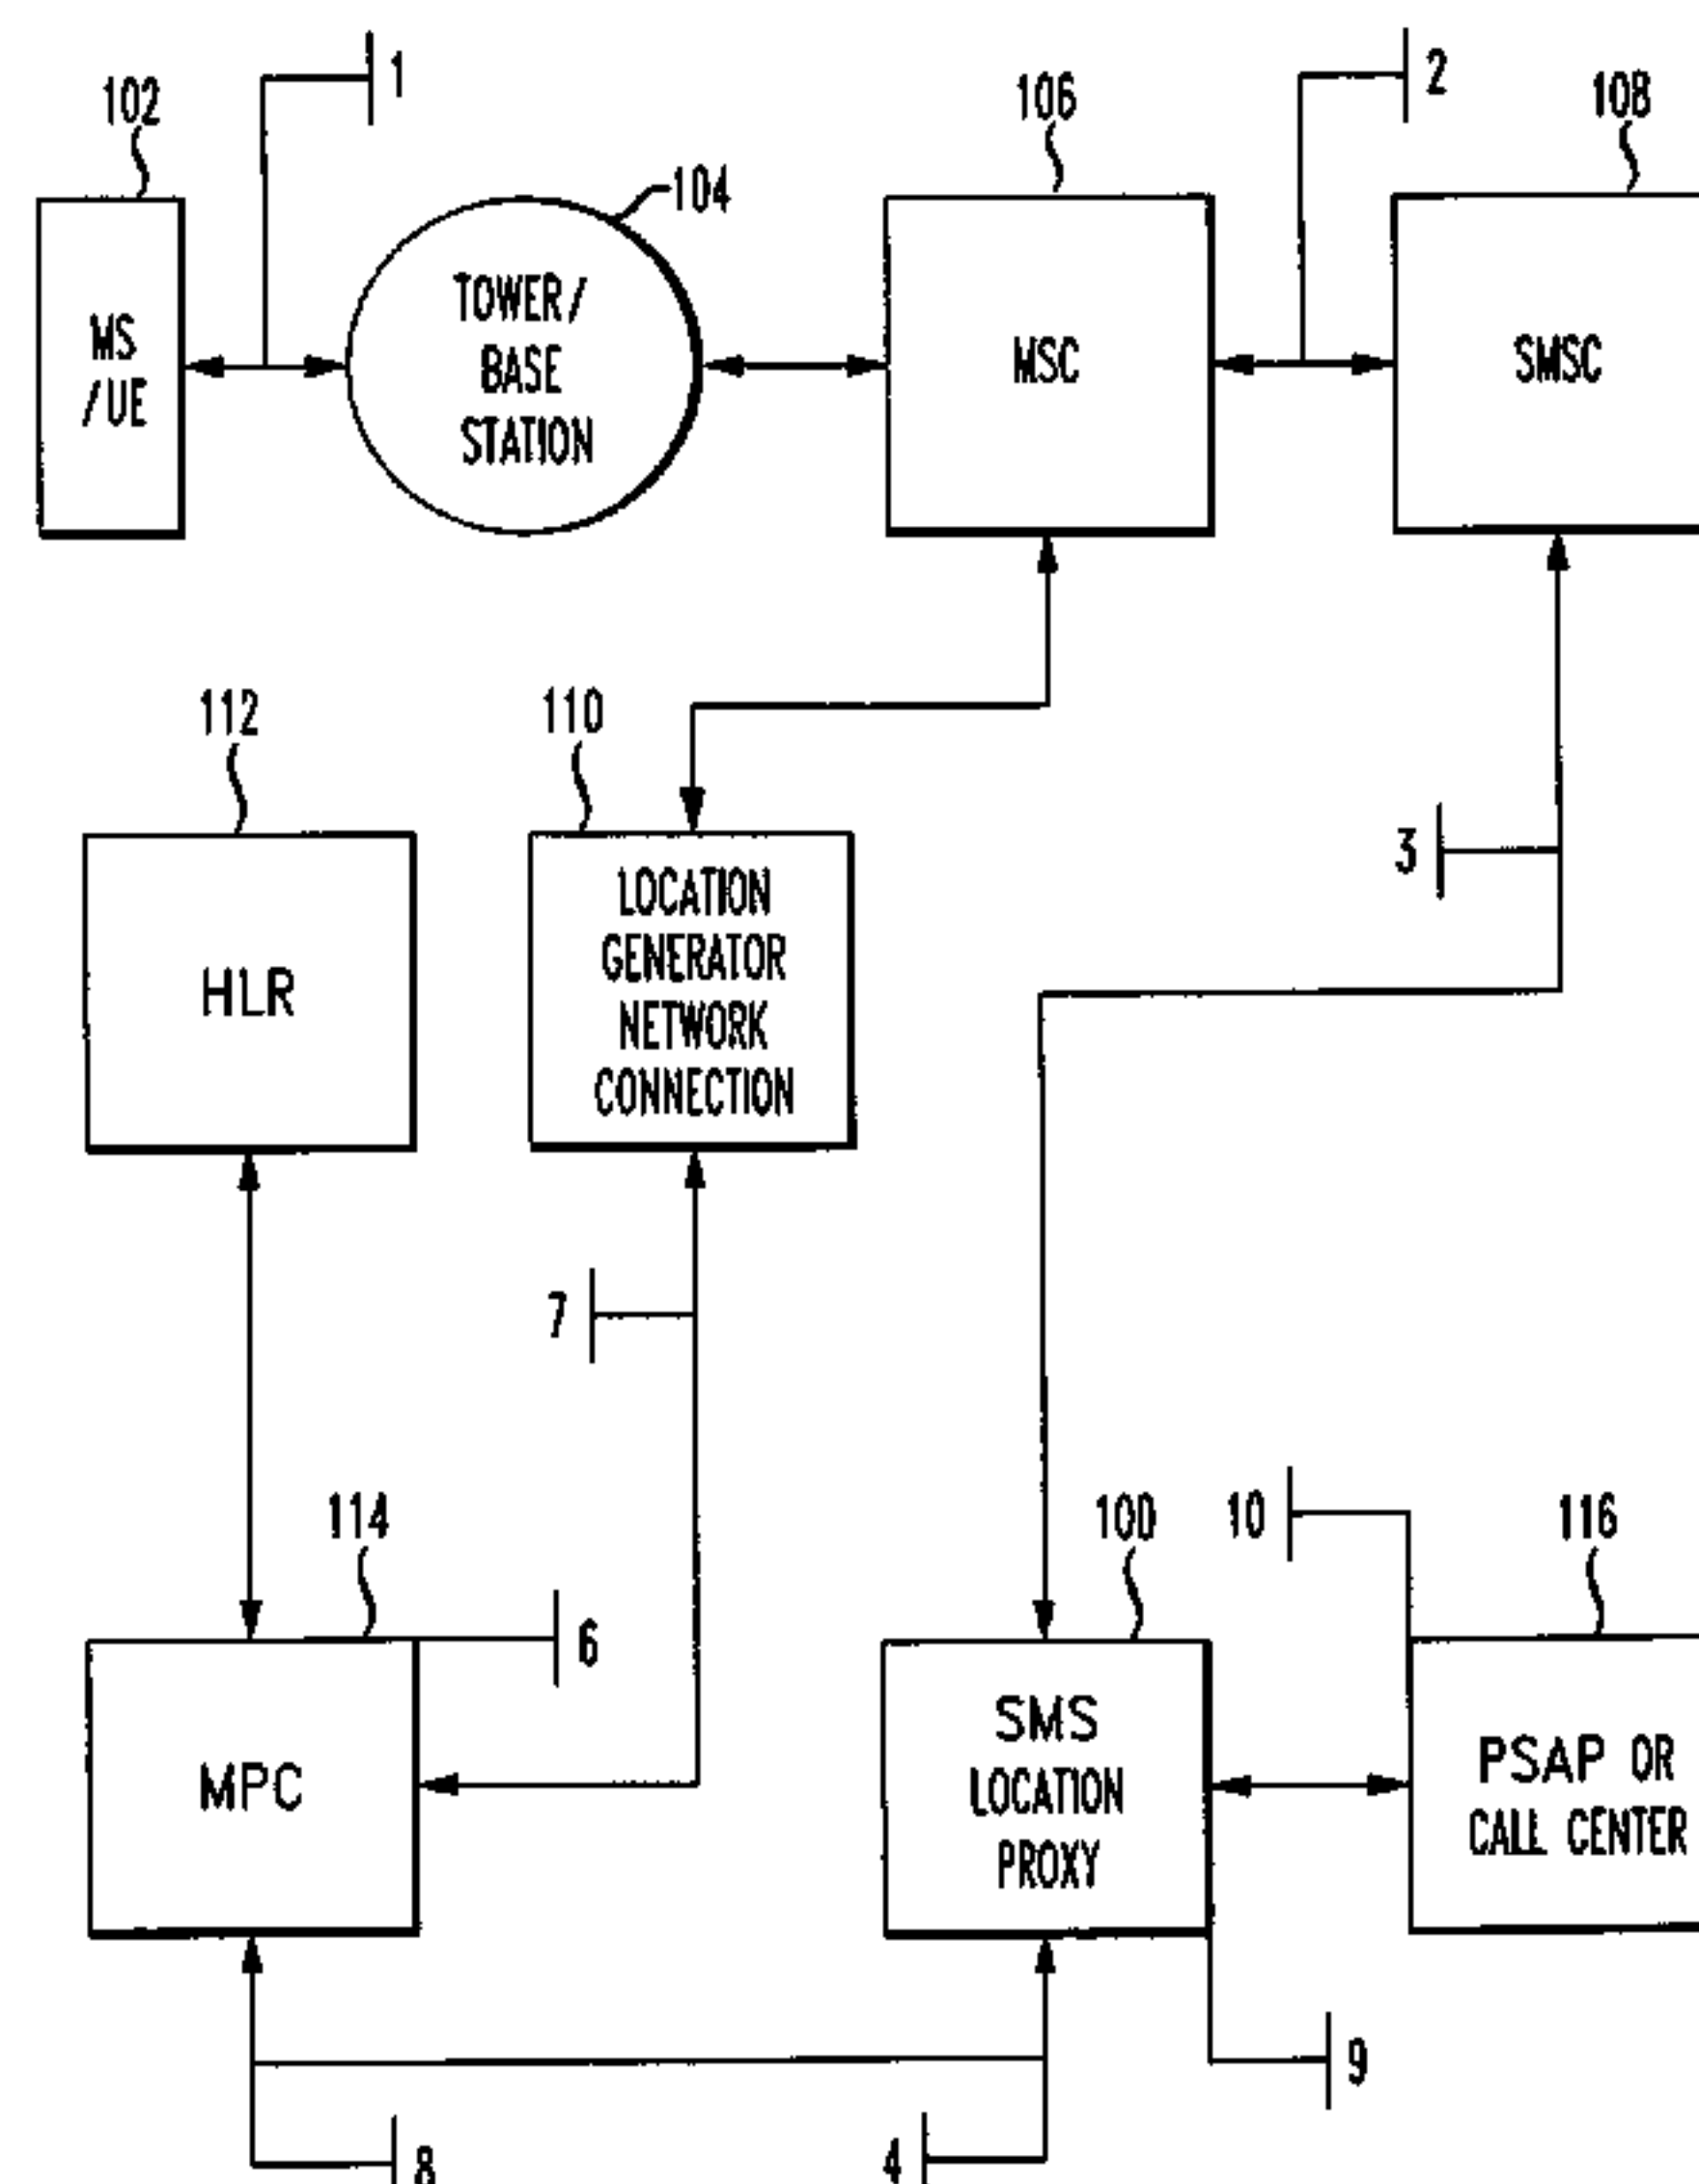 1
2
102
106
108
104
MS
/UE
TOWER/
BASE
STATION
MSC
SMSC
112
110
3
HLR
LOCATION
GENERATOR
NETWORK
CONNECTION
7
114
6
100
10
116
MPC
SMS
LOCATION
PROXY
PSAP OR
CALL CENTER
9
8
4